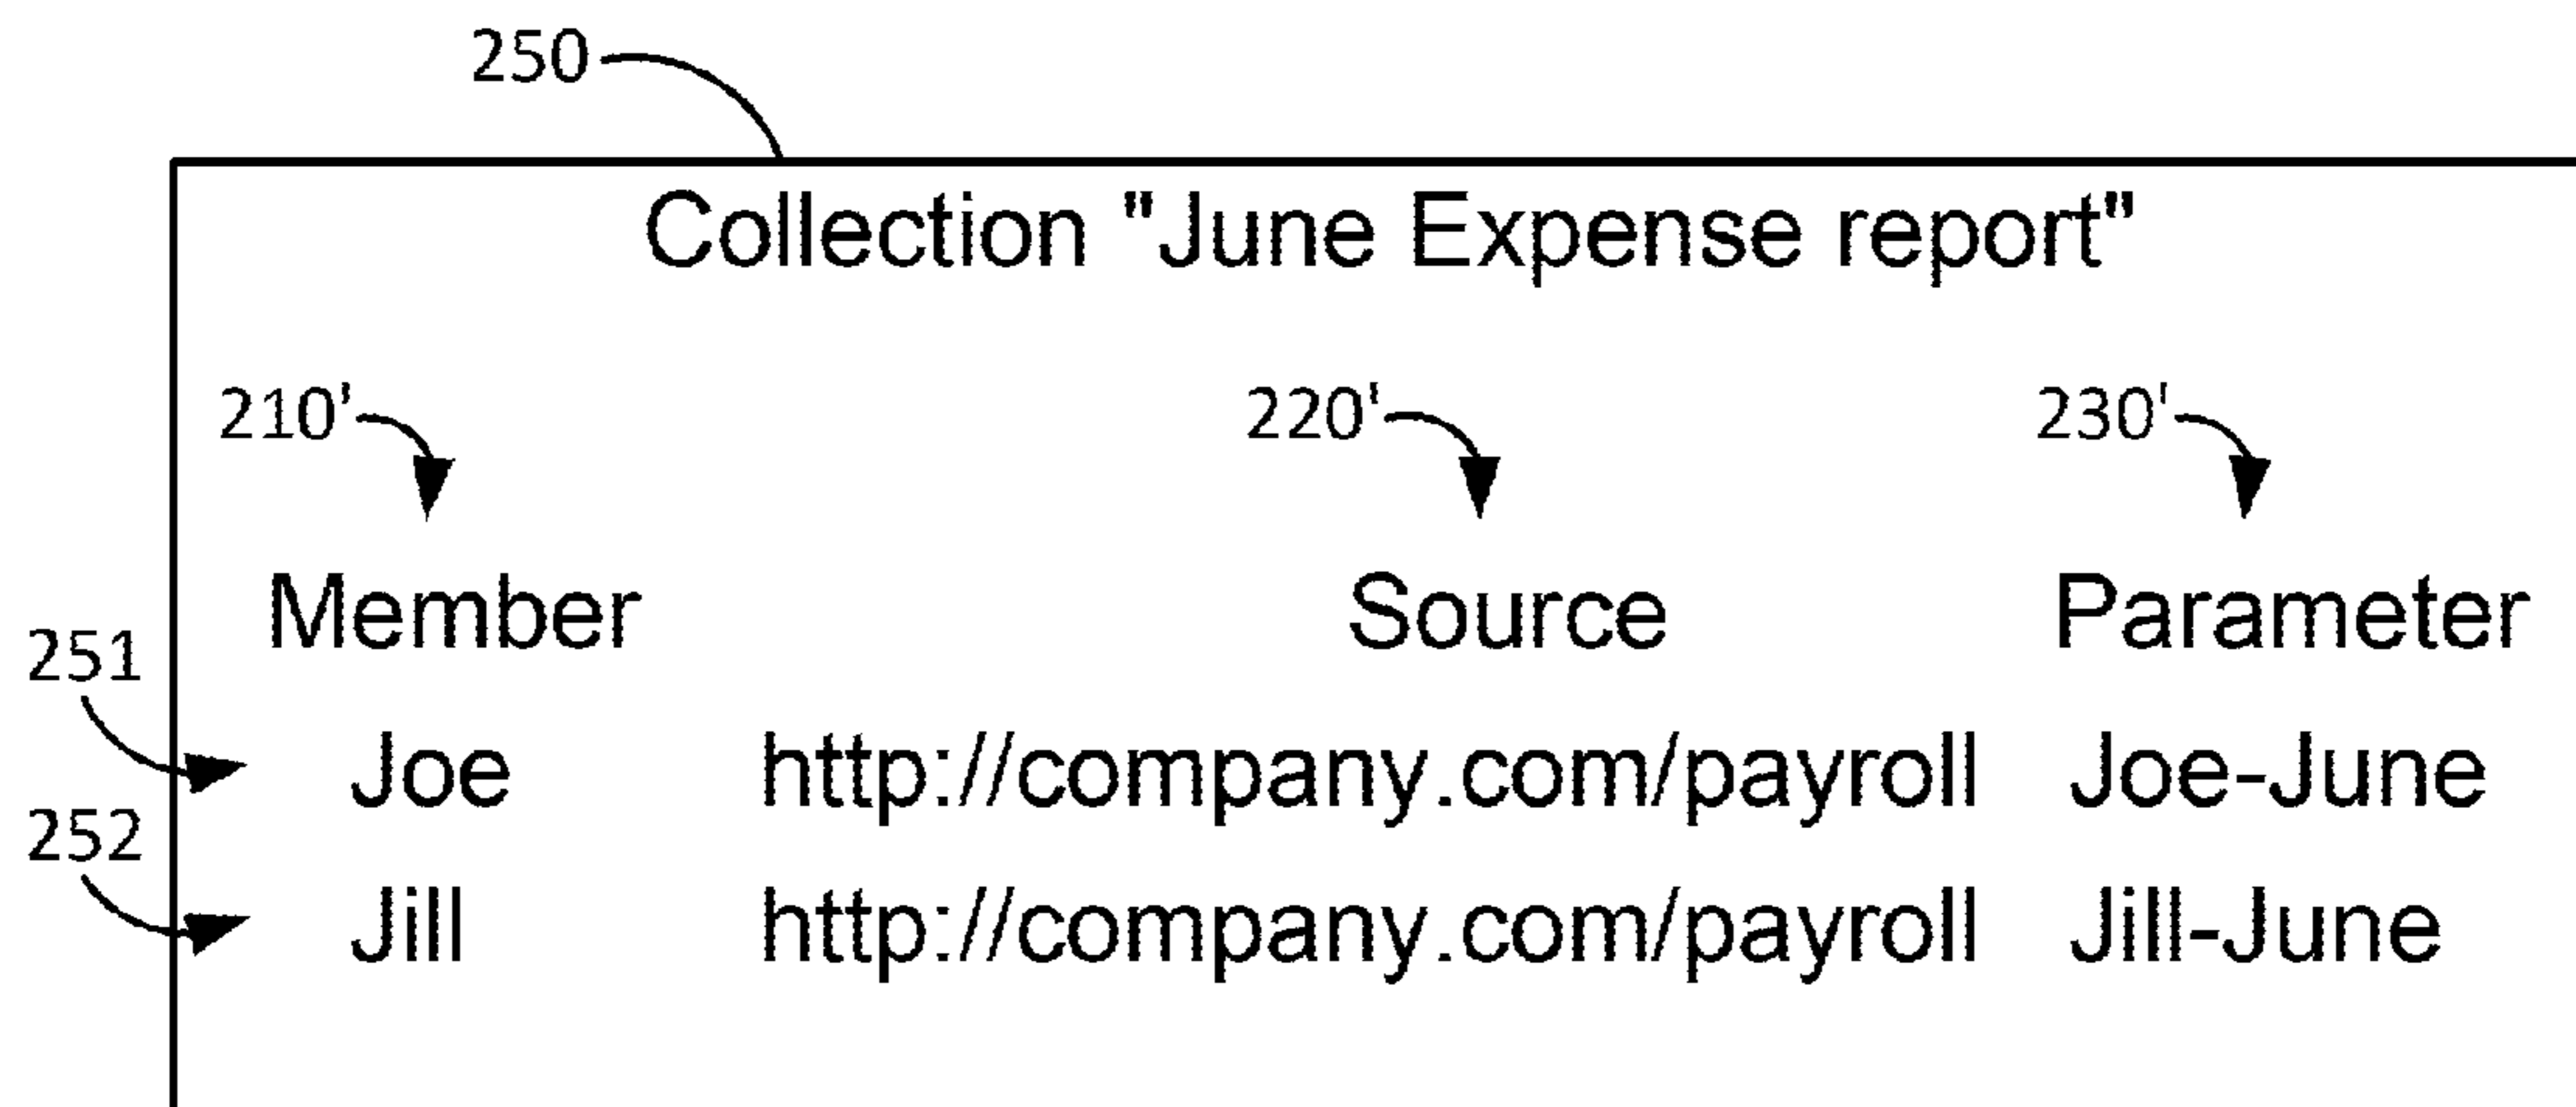 250
Collection "June Expense report"
210' 220' 230'
Member Source Parameter
251
Joe http://company.com/payroll Joe-June
252
Jill http://company.com/payroll Jill-June